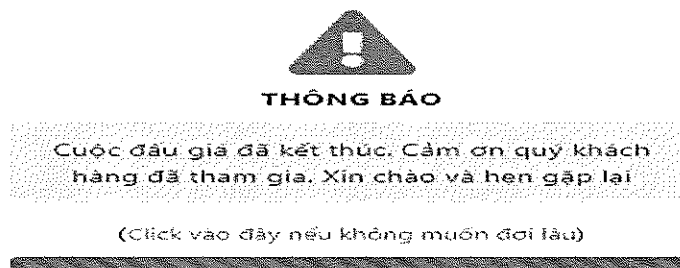 THÔNG BÁO
Cuộc đấu giá đã kết thúc. Cảm ơn quý khách
hàng đã tham gia. Xin chào và hẹn gặp lại
(Click vào đây nếu không muốn đợi lâu)